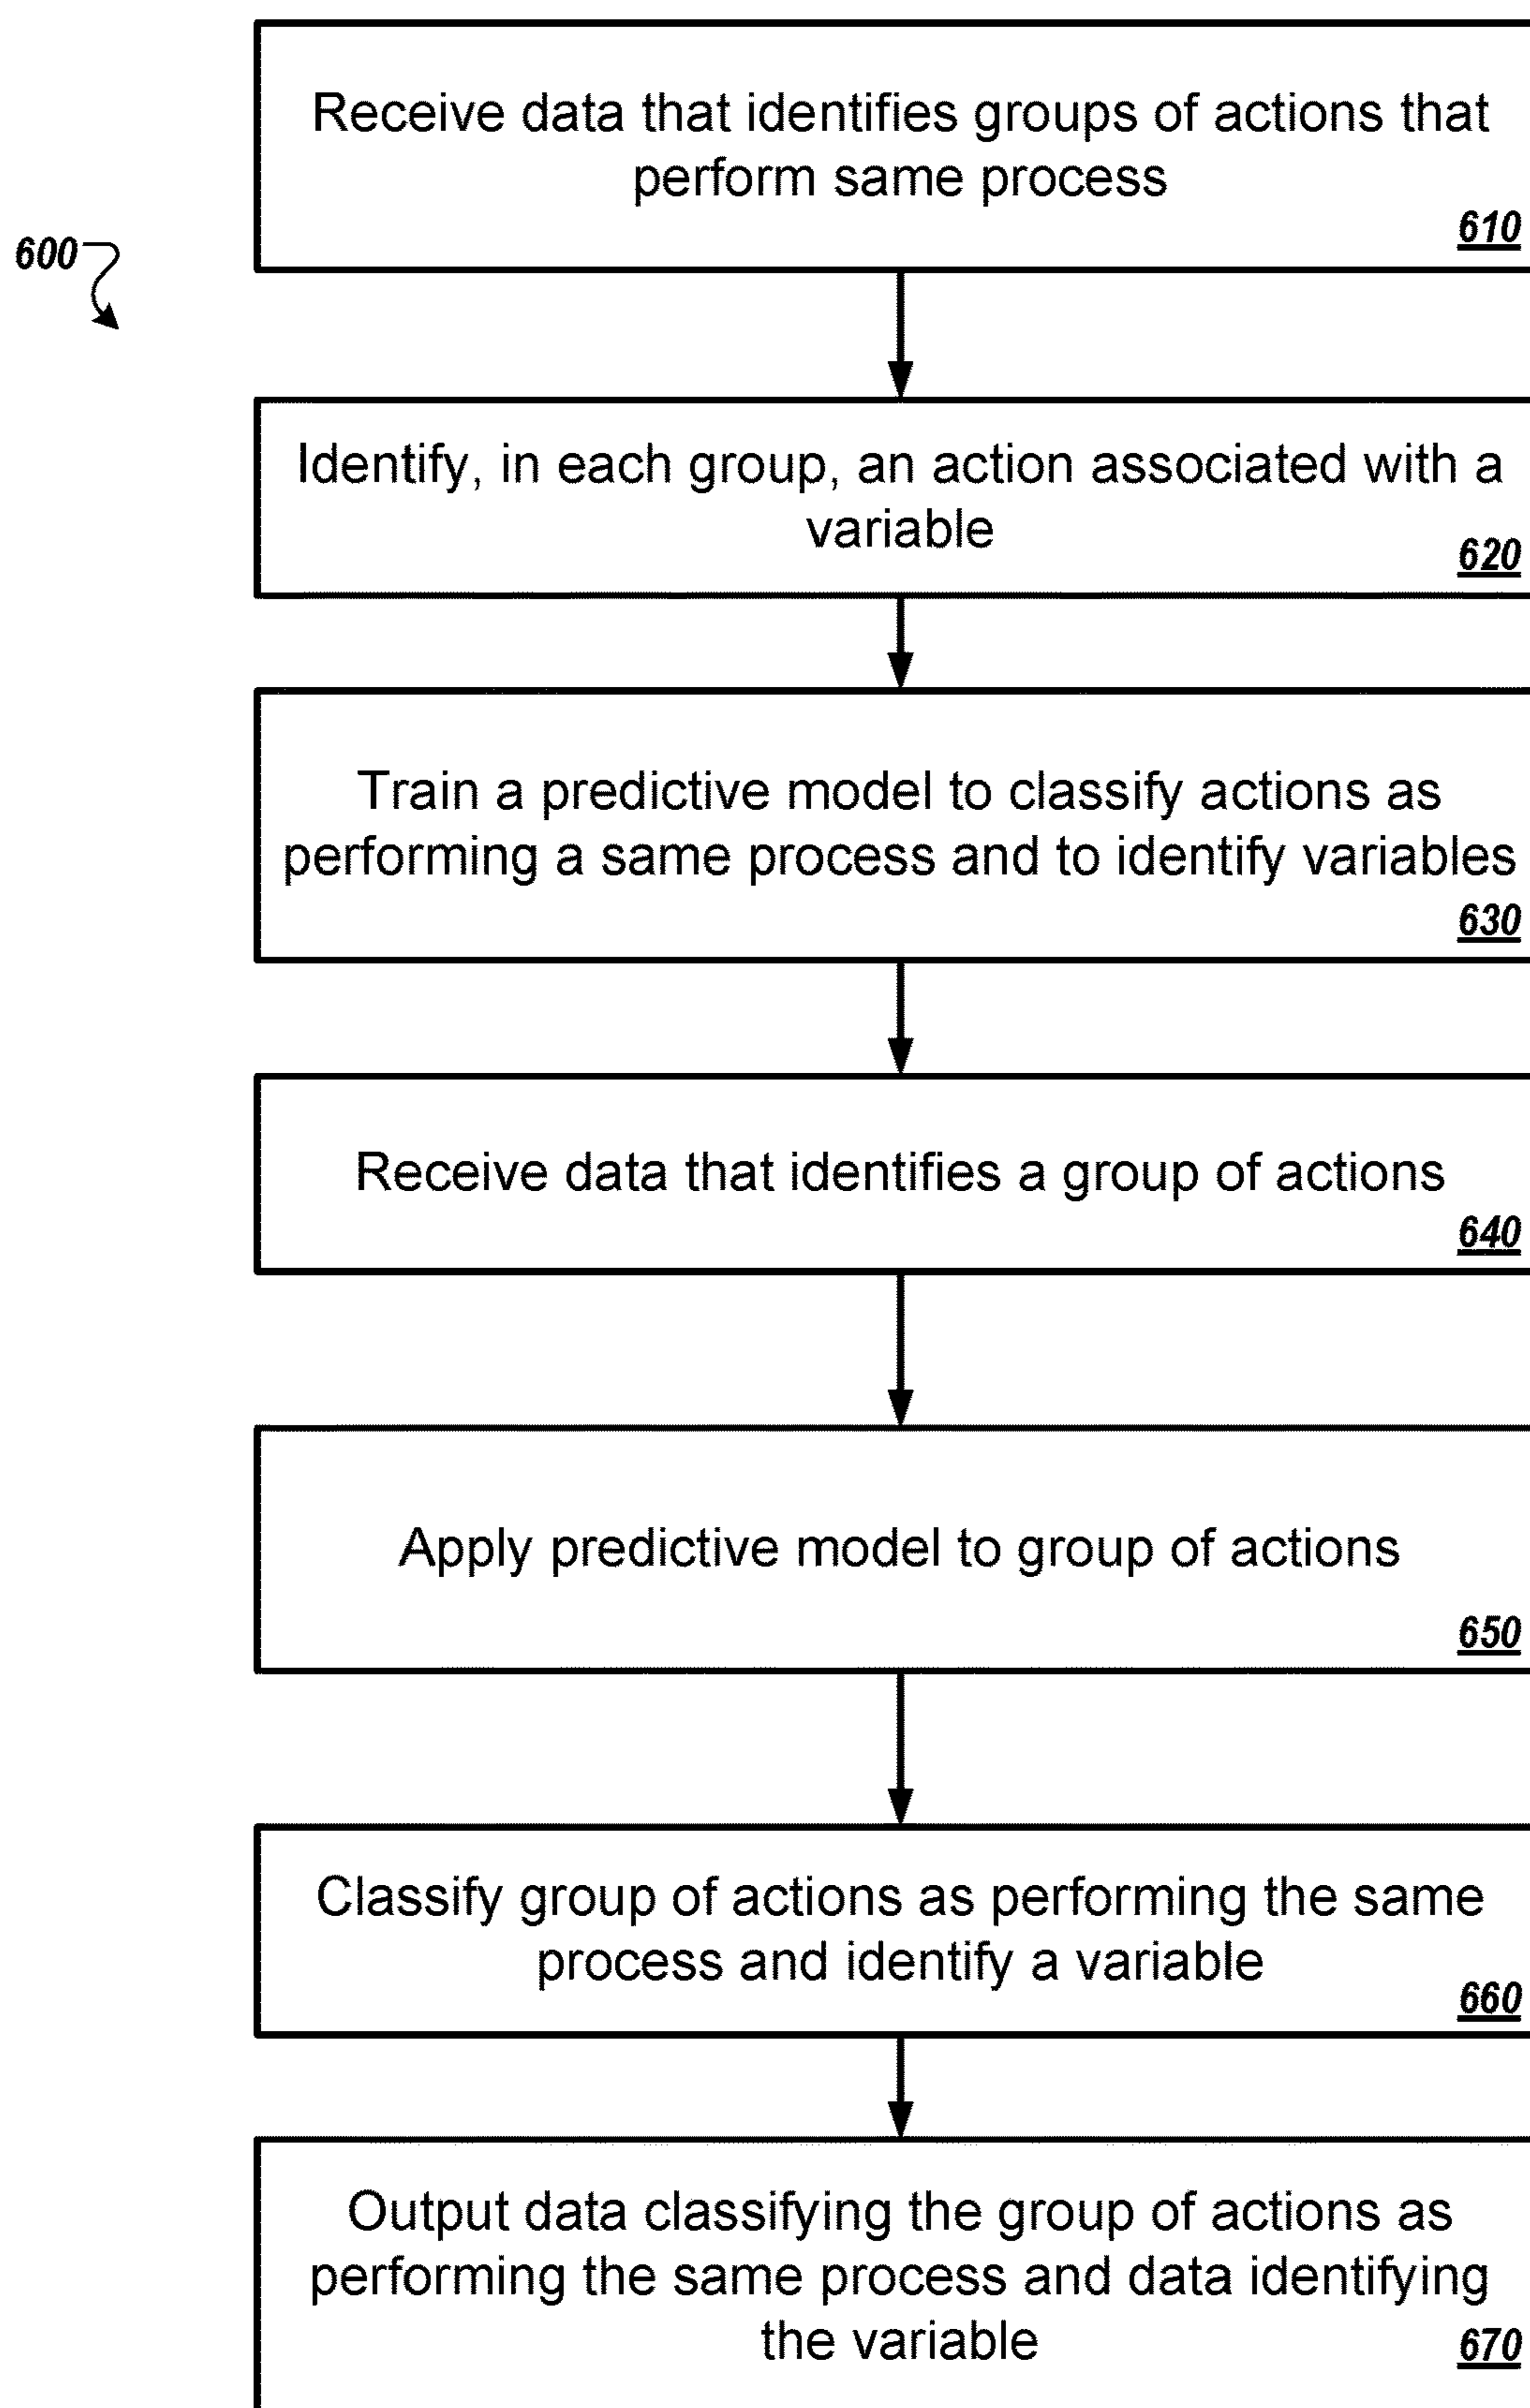 Receive data that identifies groups of actions that
perform same process
610
600
Identify, in each group, an action associated with a
variable
620
Train a predictive model to classify actions as
performing a same process and to identify variables
630
Receive data that identifies a group of actions
640
Apply predictive model to group of actions
650
Classify group of actions as performing the same
process and identify a variable
660
Output data classifying the group of actions as
performing the same process and data identifying
the variable
670